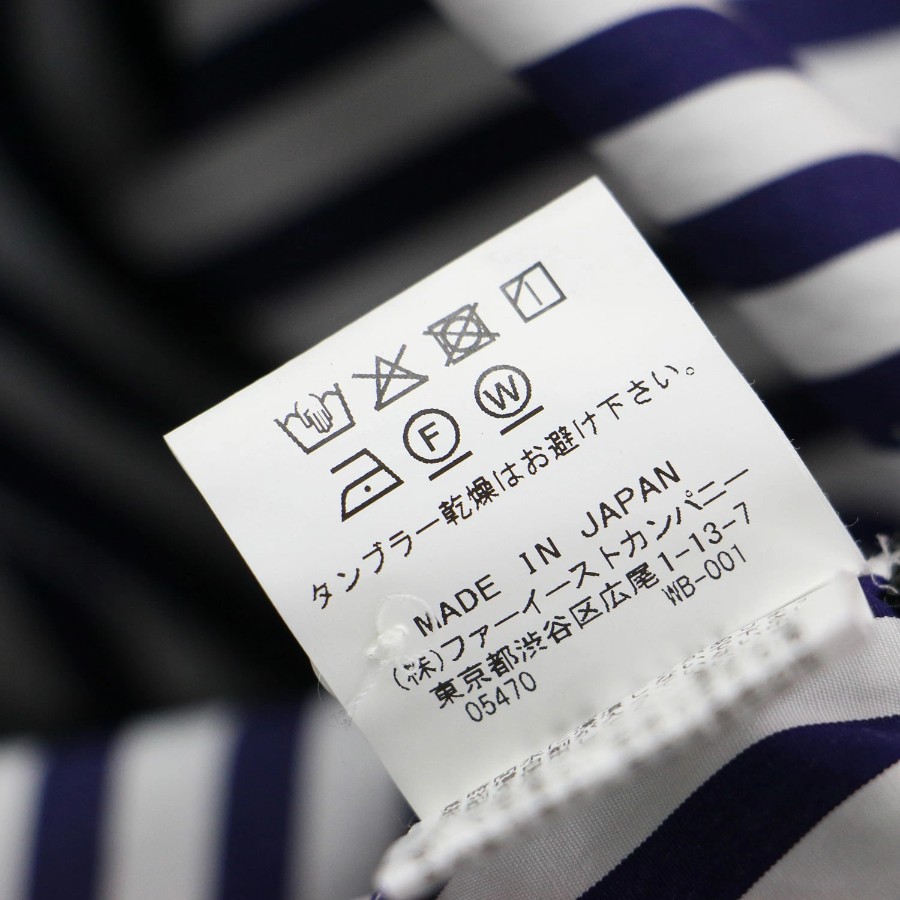 1
F W
タンブラー乾燥はお避け下さい。
MADE IN JAPAN
(株)ファーイーストカンパニー
東京都渋谷区広尾1-13-7
05470 WB-001